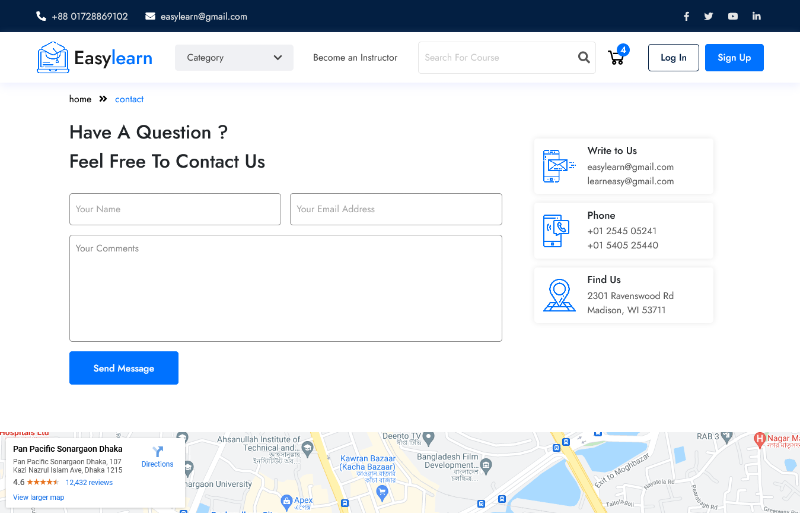 +88 01728869102
easylearn@gmail.com
Easylearn
Category
Become an Instructor
Search For Course
4
Log In
Sign Up
home
contact
Have A Question ?
Feel Free To Contact Us
Your Name
Your Email Address
Your Comments
Send Message
Write to Us
easylearn@gmail.com
learneasy@gmail.com
Phone
+01 2545 05241
+01 5405 25440
Find Us
2301 Ravenswood Rd
Madison, WI 53711
Hospitals Ltd
Pan Pacific Sonargaon Dhaka
Pan Pacific Sonargaon Dhaka, 107
Kazi Nazrul Islam Ave, Dhaka 1215
4.6
12,432 reviews
View larger map
Directions
Ahsanullah Institute of
Technical and...
Kawran Bazaar
(Kacha Bazaar)
Deento TV
Bangladesh Film
Development...
Apex
Exit to Moghbazar
RAB 3
Nagar Ma